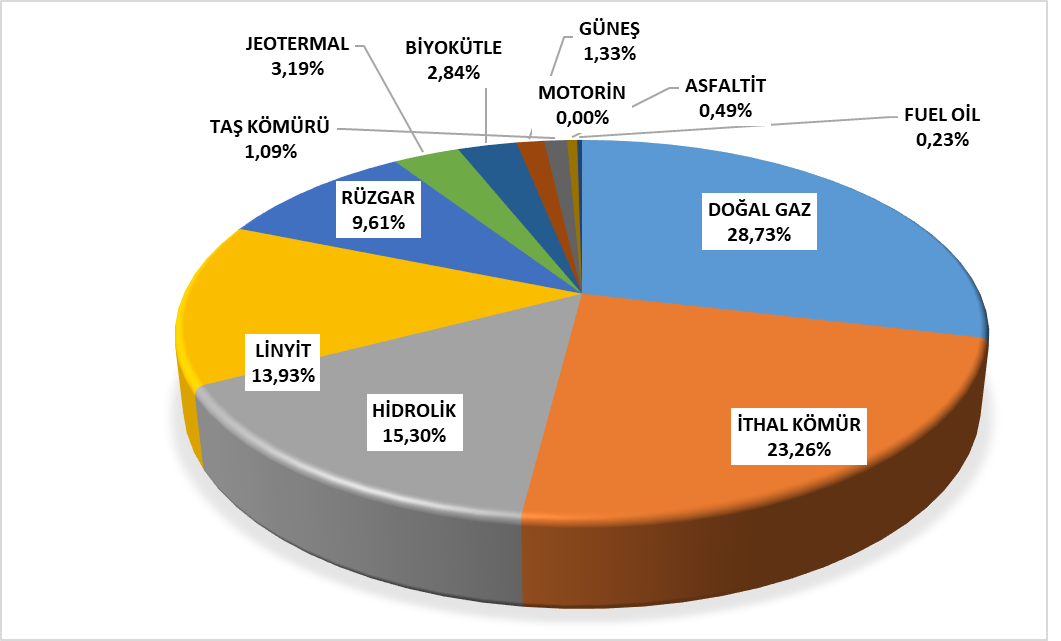 GÜNEŞ
1,33%
JEOTERMAL
3,19%
BİYOKÜTLE
2,84%
MOTORİN
0,00%
ASFALTİT
0,49%
FUEL OİL
0,23%
TAŞ KÖMÜRÜ
1,09%
RÜZGAR
9,61%
DOĞAL GAZ
28,73%
LİNYİT
13,93%
HİDROLİK
15,30%
İTHAL KÖMÜR
23,26%